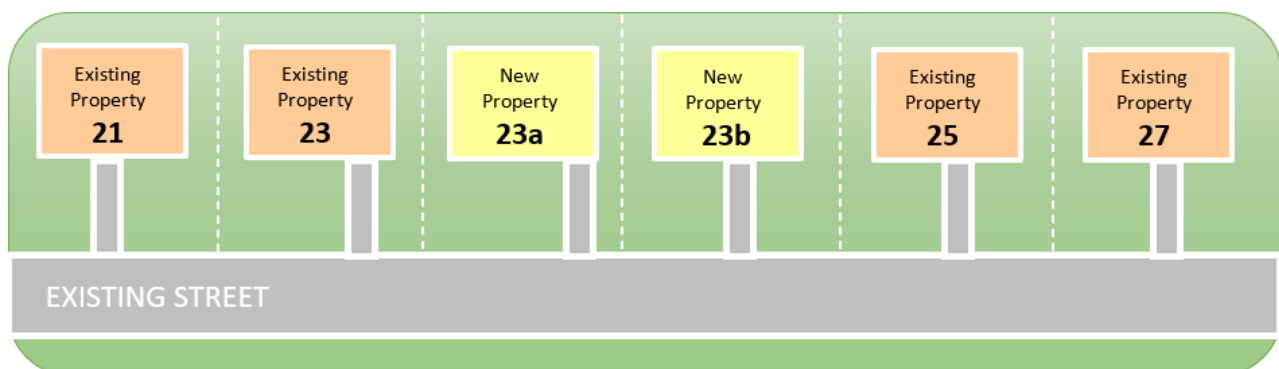 Existing
Property
21
Existing
Property
23
New
Property
23a
New
Property
23b
Existing
Property
25
Existing
Property
27
EXISTING STREET